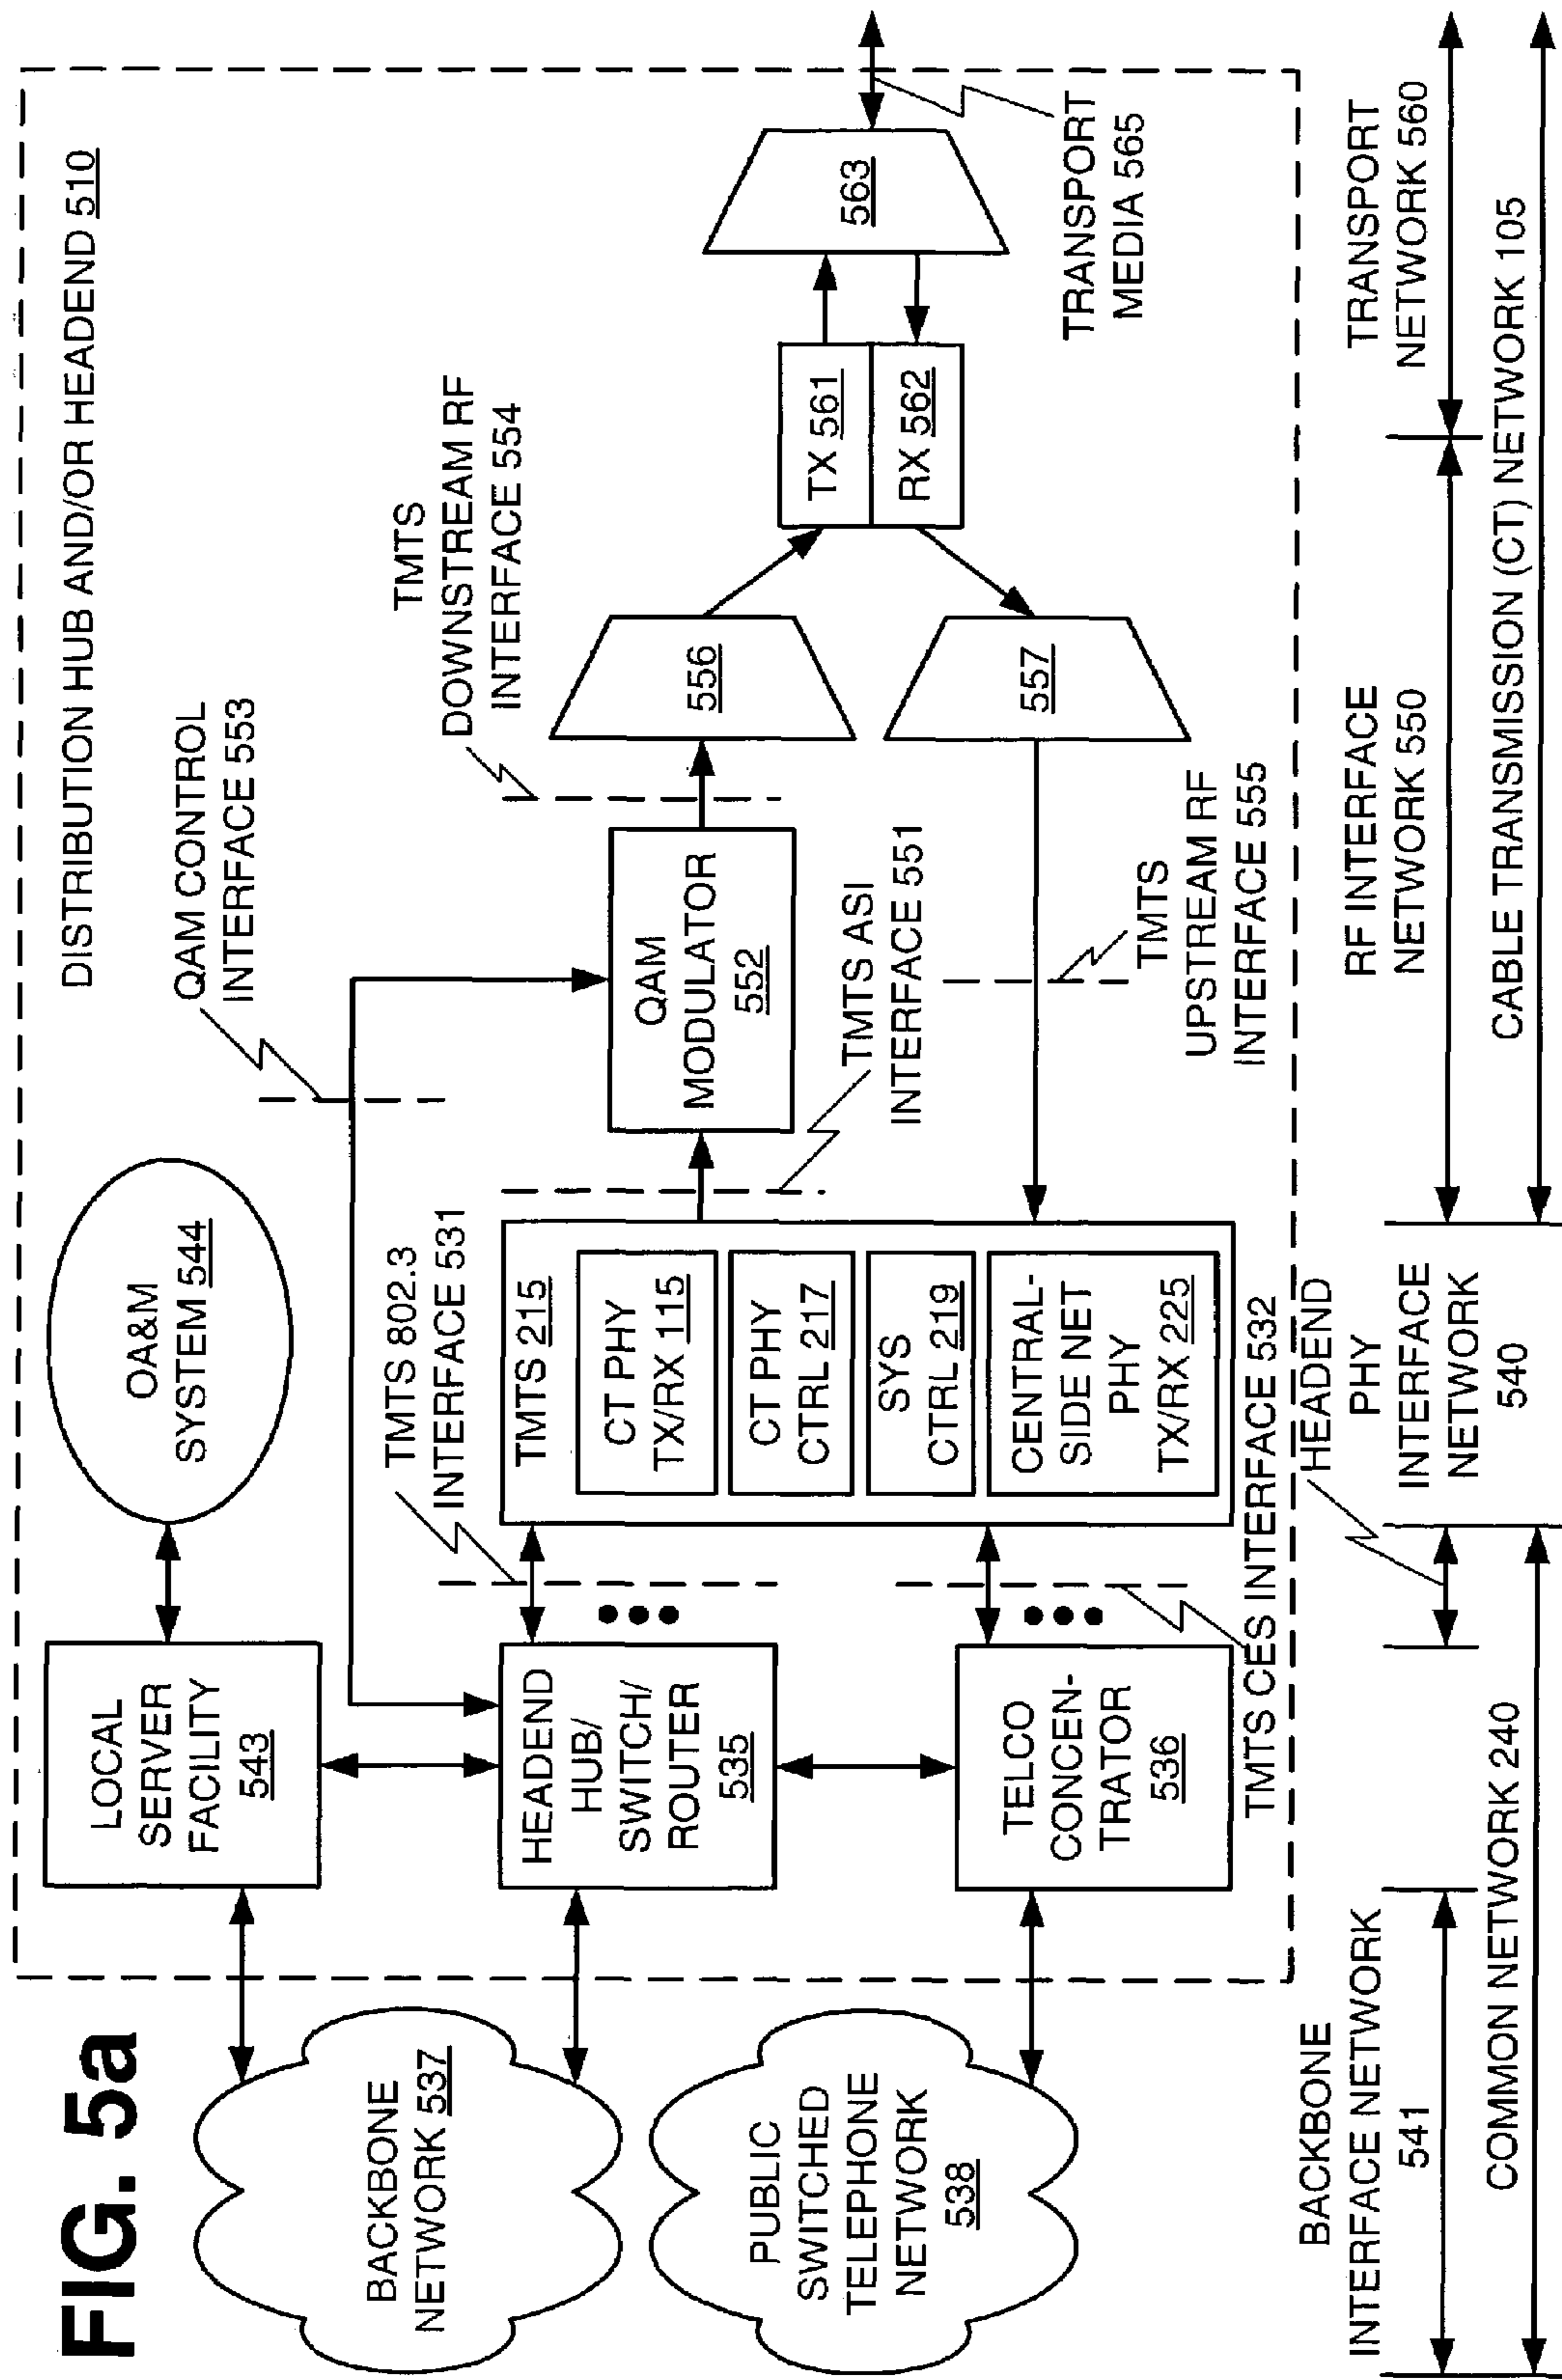 FIG. 5a
DISTRIBUTION HUB AND/OR HEADEND 510
BACKBONE
NETWORK 537
PUBLIC
SWITCHED
TELEPHONE
NETWORK
538
LOCAL
SERVER
FACILITY
543
OA&M
SYSTEM 544
HEADEND
HUB/
SWITCH/
ROUTER
535
TELCO
CONCEN-
TRATOR
536
TMTS 802.3
INTERFACE 531
TMTS CES INTERFACE 532
TMTS 215
CT PHY
TX/RX 115
CT PHY
CTRL 217
SYS
CTRL 219
CENTRAL-
SIDE NET
PHY
TX/RX 225
QAM CONTROL
INTERFACE 553
QAM
MODULATOR
552
TMTS ASI
INTERFACE 551
TMTS
DOWNSTREAM RF
INTERFACE 554
TMTS
UPSTREAM RF
INTERFACE 555
556
557
TX 561
RX 562
563
TRANSPORT
MEDIA 565
BACKBONE
INTERFACE NETWORK
541
HEADEND
PHY
INTERFACE
NETWORK
540
RF INTERFACE
NETWORK 550
TRANSPORT
NETWORK 560
COMMON NETWORK 240
CABLE TRANSMISSION (CT) NETWORK 105